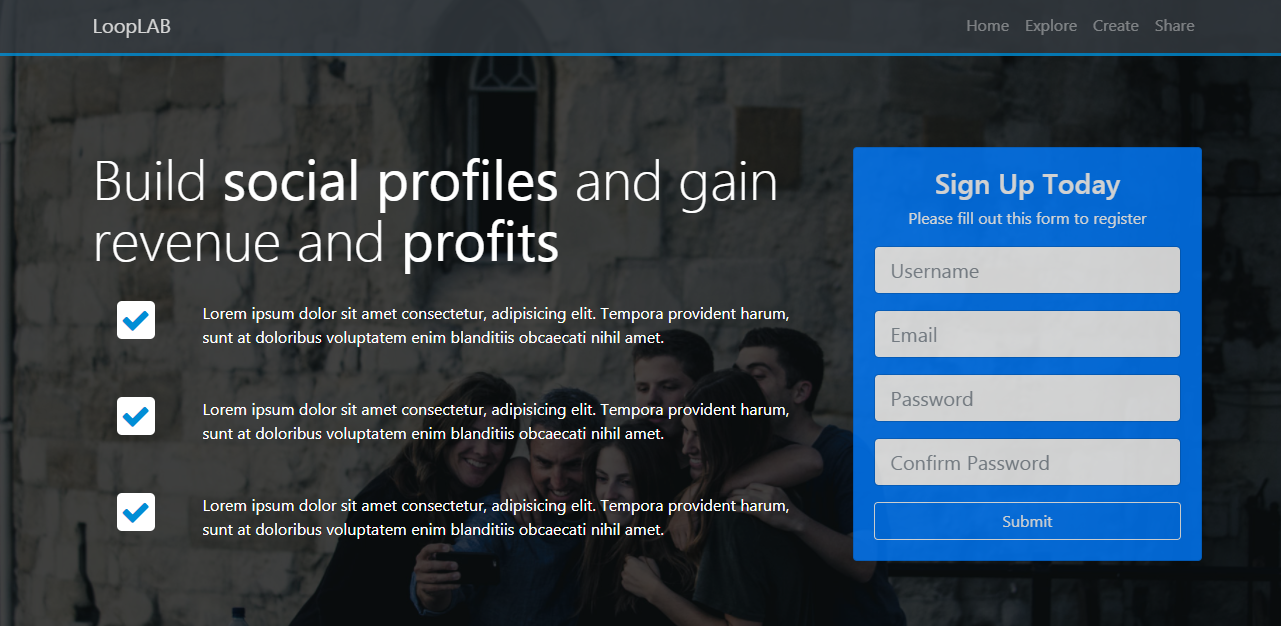 LoopLAB
Home Explore Create Share
Build social profiles and gain
revenue and profits
Lorem ipsum dolor sit amet consectetur, adipisicing elit. Tempora provident harum,
sunt at doloribus voluptatem enim blanditiis obcaecati nihil amet.
Lorem ipsum dolor sit amet consectetur, adipisicing elit. Tempora provident harum,
sunt at doloribus voluptatem enim blanditiis obcaecati nihil amet.
Lorem ipsum dolor sit amet consectetur, adipisicing elit. Tempora provident harum,
sunt at doloribus voluptatem enim blanditiis obcaecati nihil amet.
Sign Up Today
Please fill out this form to register
Username
Email
Password
Confirm Password
Submit